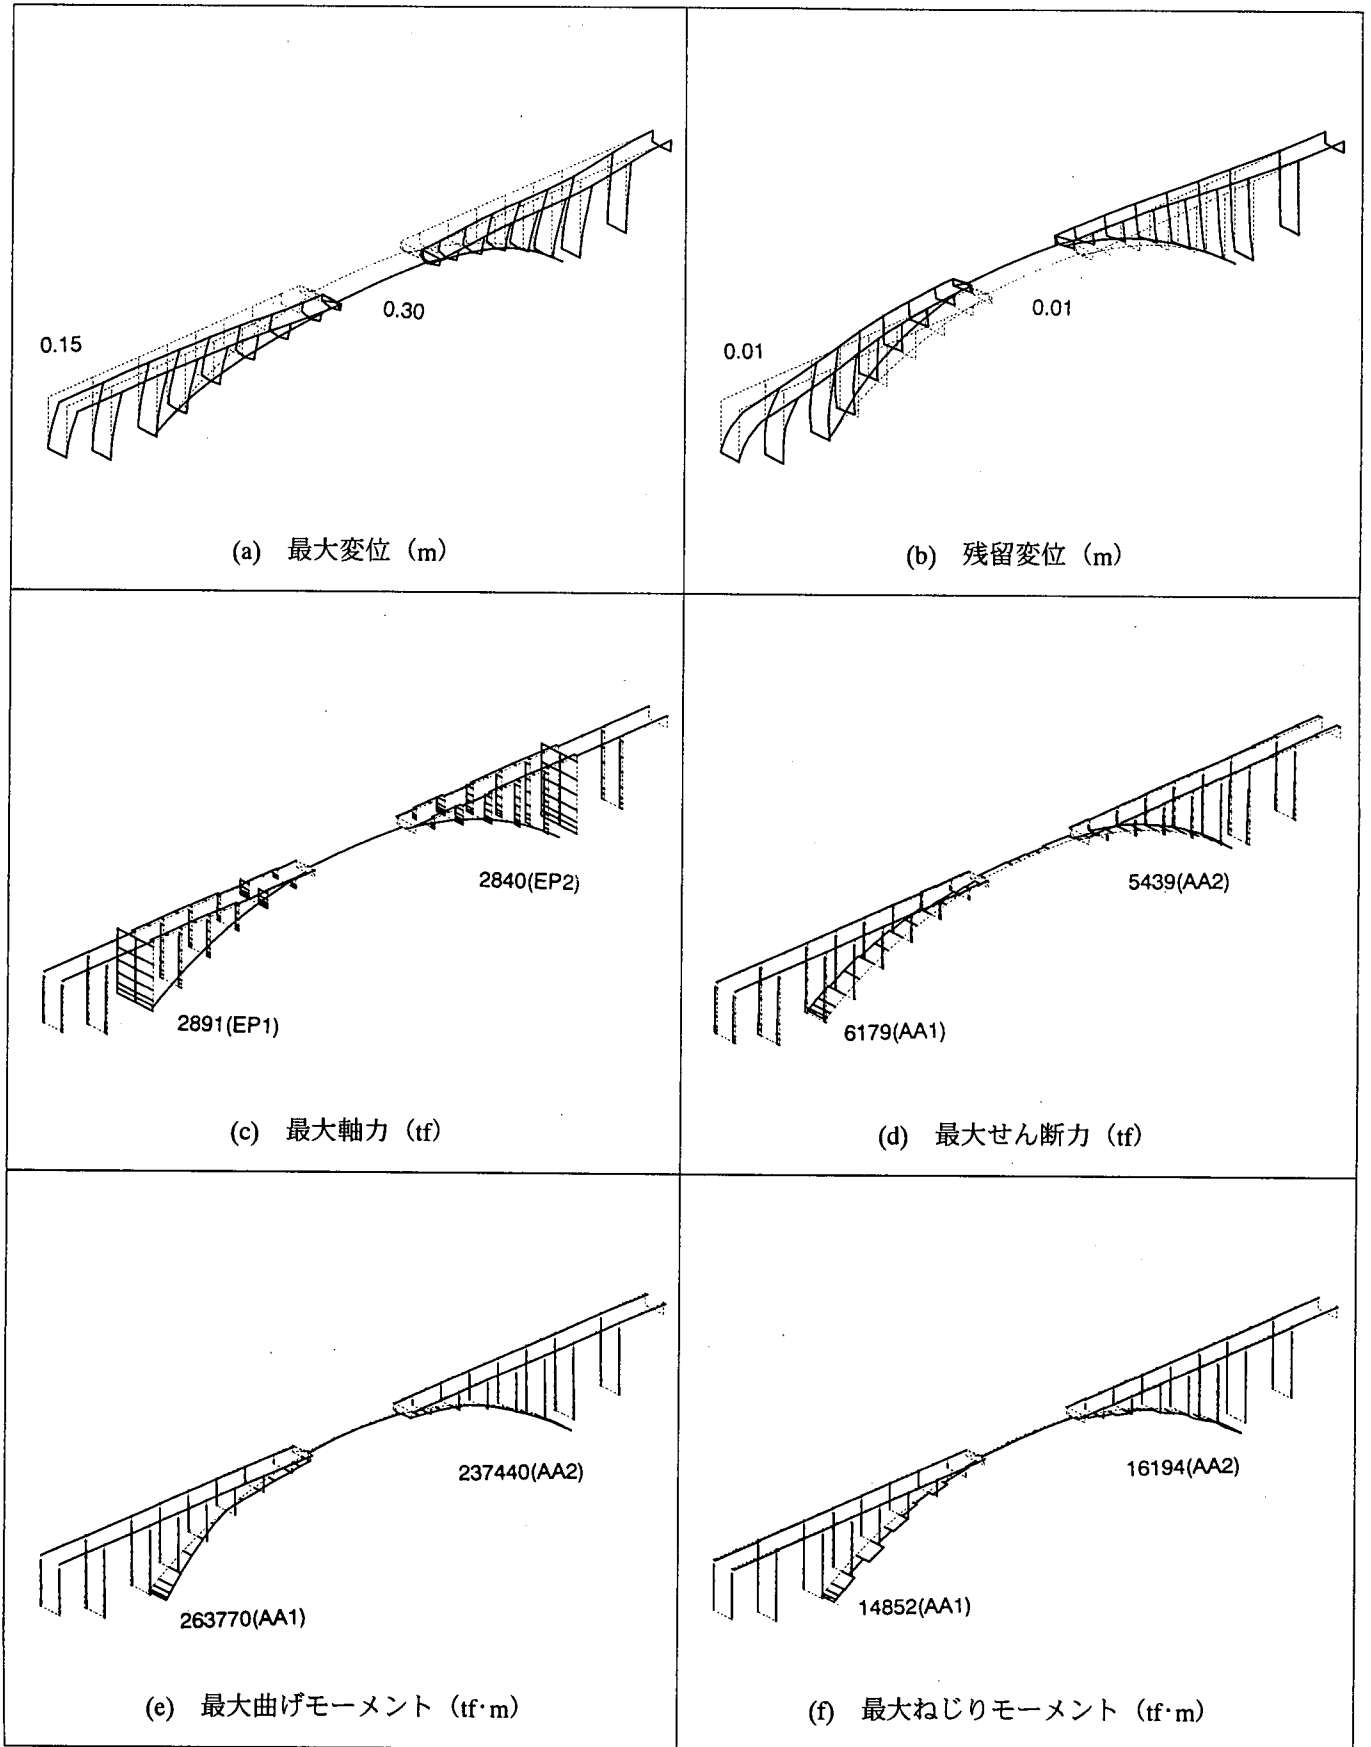 0.15
0.30
(a) 最大変位（m）
0.01
0.01
(b) 残留変位（m）
2840(EP2)
2891(EP1)
(c) 最大軸力（tf）
5439(AA2)
6179(AA1)
(d) 最大せん断力（tf）
237440(AA2)
263770(AA1)
(e) 最大曲げモーメント（tf·m）
16194(AA2)
14852(AA1)
(f) 最大ねじりモーメント（tf·m）